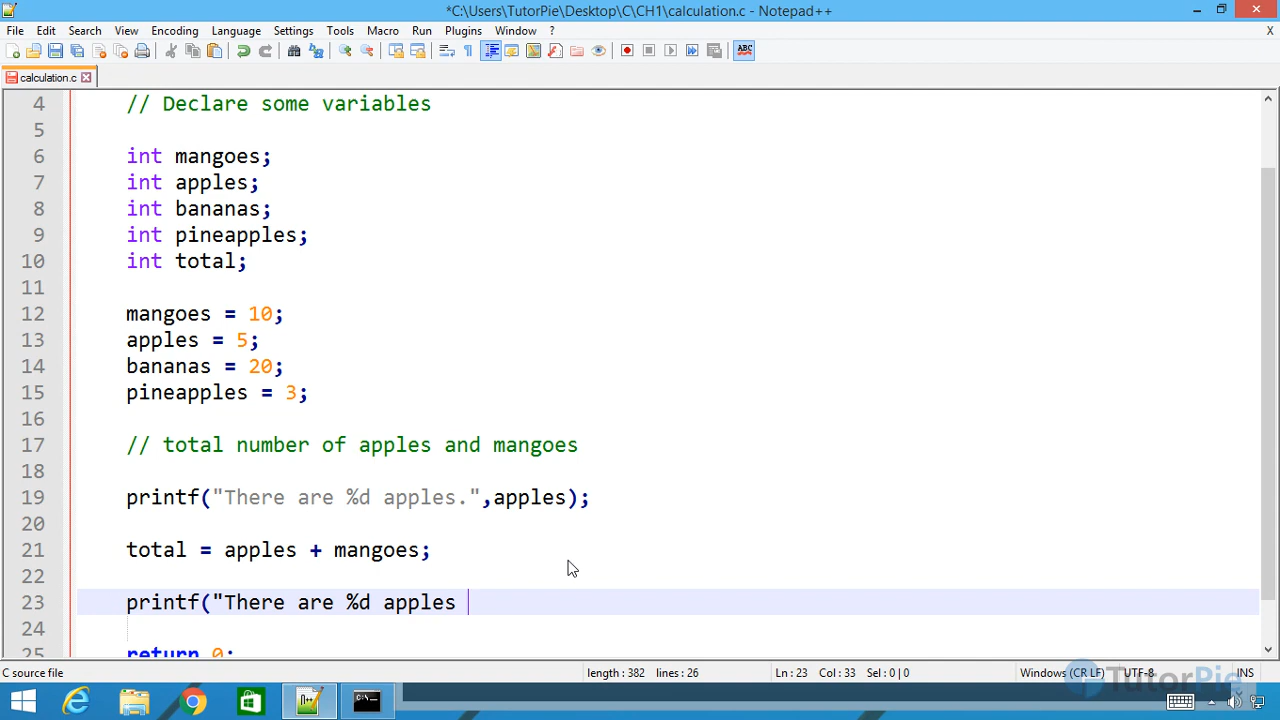 *C:\Users\TutorPie\Desktop\C\CH1\calculation.c - Notepad++
File Edit Search View Encoding Language Settings Tools Macro Run Plugins Window ? X
ABC
calculation.c
4 // Declare some variables
5
6 int mangoes;
7 int apples;
8 int bananas;
9 int pineapples;
10 int total;
11
12 mangoes = 10;
13 apples = 5;
14 bananas = 20;
15 pineapples = 3;
16
17 // total number of apples and mangoes
18
19 printf("There are %d apples.",apples);
20
21 total = apples + mangoes;
22
23 printf("There are %d apples
24
25 return 0;
C source file length : 382 lines : 26 Ln : 23 Col : 33 Sel : 0 | 0 Windows (CR LF) UTF-8 INS
TutorPie